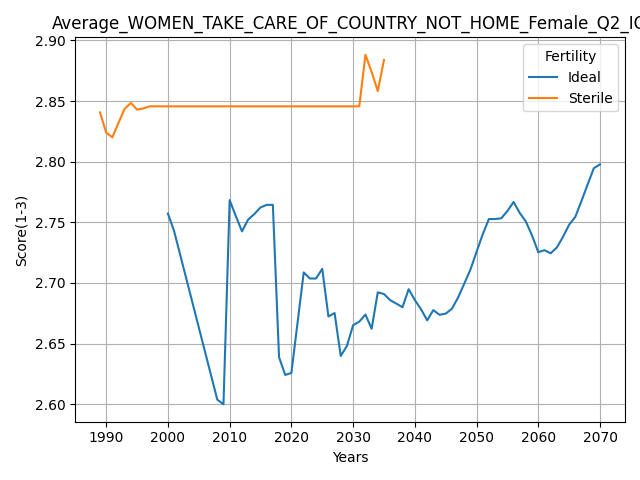 Average_WOMEN_TAKE_CARE_OF_COUNTRY_NOT_HOME_Female_Q2_IC
Fertility
Ideal
Sterile
Score(1-3)
2.90
2.85
2.80
2.75
2.70
2.65
2.60
1990 2000 2010 2020 2030 2040 2050 2060 2070
Years